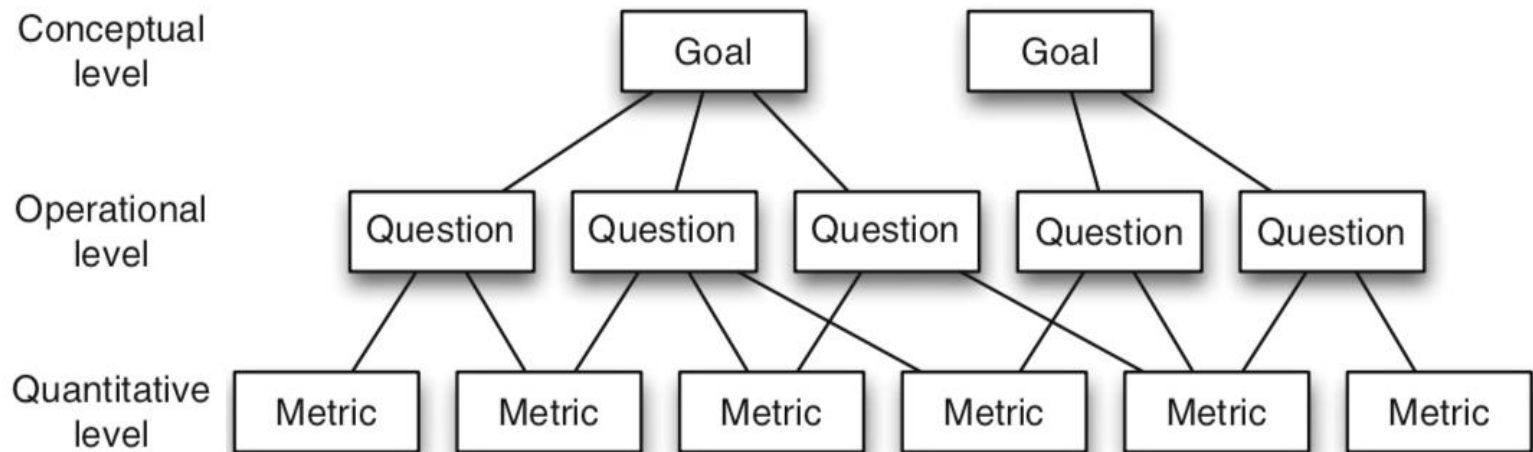 Conceptual
level
Goal
Goal
Operational
level
Question
Question
Question
Question
Question
Quantitative
level
Metric
Metric
Metric
Metric
Metric
Metric